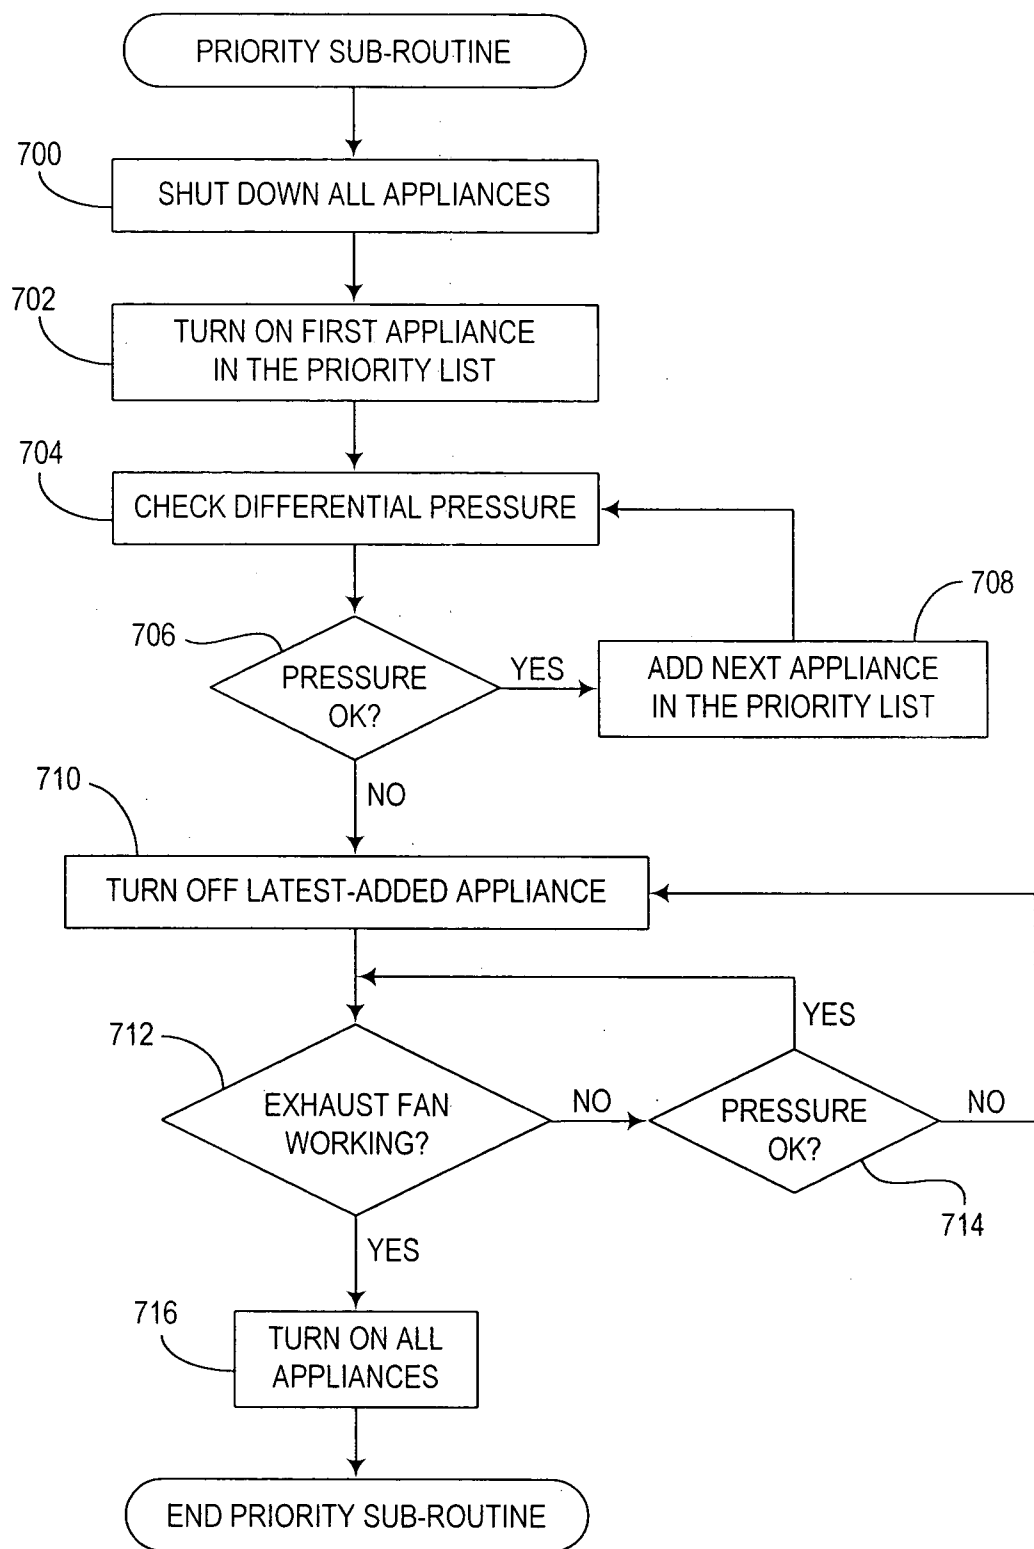 PRIORITY SUB-ROUTINE
700
SHUT DOWN ALL APPLIANCES
702
TURN ON FIRST APPLIANCE
IN THE PRIORITY LIST
704
CHECK DIFFERENTIAL PRESSURE
708
706
PRESSURE
OK?
YES
ADD NEXT APPLIANCE
IN THE PRIORITY LIST
NO
710
TURN OFF LATEST-ADDED APPLIANCE
YES
712
EXHAUST FAN
WORKING?
NO
PRESSURE
OK?
NO
714
YES
716
TURN ON ALL
APPLIANCES
END PRIORITY SUB-ROUTINE